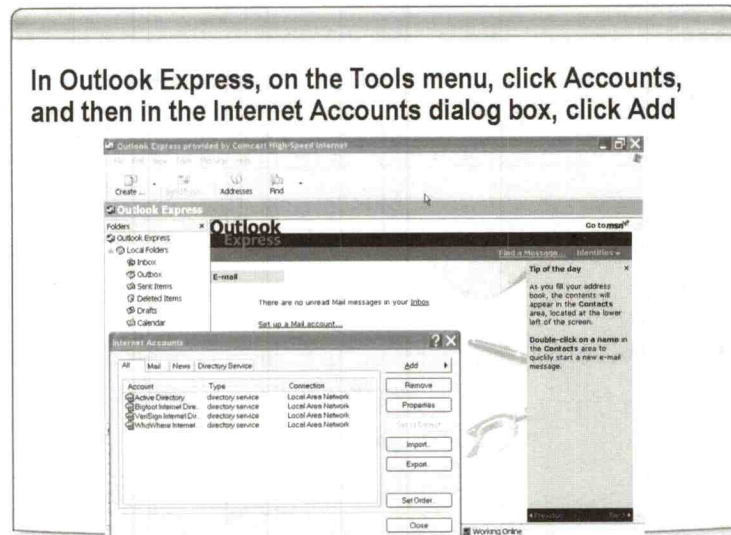 In Outlook Express, on the Tools menu, click Accounts,
and then in the Internet Accounts dialog box, click Add
Outlook Express provided by Comcast High-Speed Internet
Create ...
Addresses
Find
Outlook Express
Folders ×
Outlook Express
Local Folders
Inbox
Outbox
Sent Items
Deleted Items
Drafts
Calendar
Outlook
Express
Go to msn
Find a Message... Identities
E-mail
There are no unread Mail messages in your Inbox
Set up a Mail account...
Tip of the day ×
As you fill your address
book, the contents will
appear in the Contacts
area, located at the lower
left of the screen.
Double-click on a name in
the Contacts area to
quickly start a new e-mail
message.
Previous Next
Internet Accounts
All Mail News Directory Service
Account Type Connection
Active Directory directory service Local Area Network
Bigfoot Internet Dire... directory service Local Area Network
VeriSign Internet Dir... directory service Local Area Network
WhoWhere Internet... directory service Local Area Network
Add
Remove
Properties
Set as Default
Import...
Export...
Set Order...
Close
Working Online